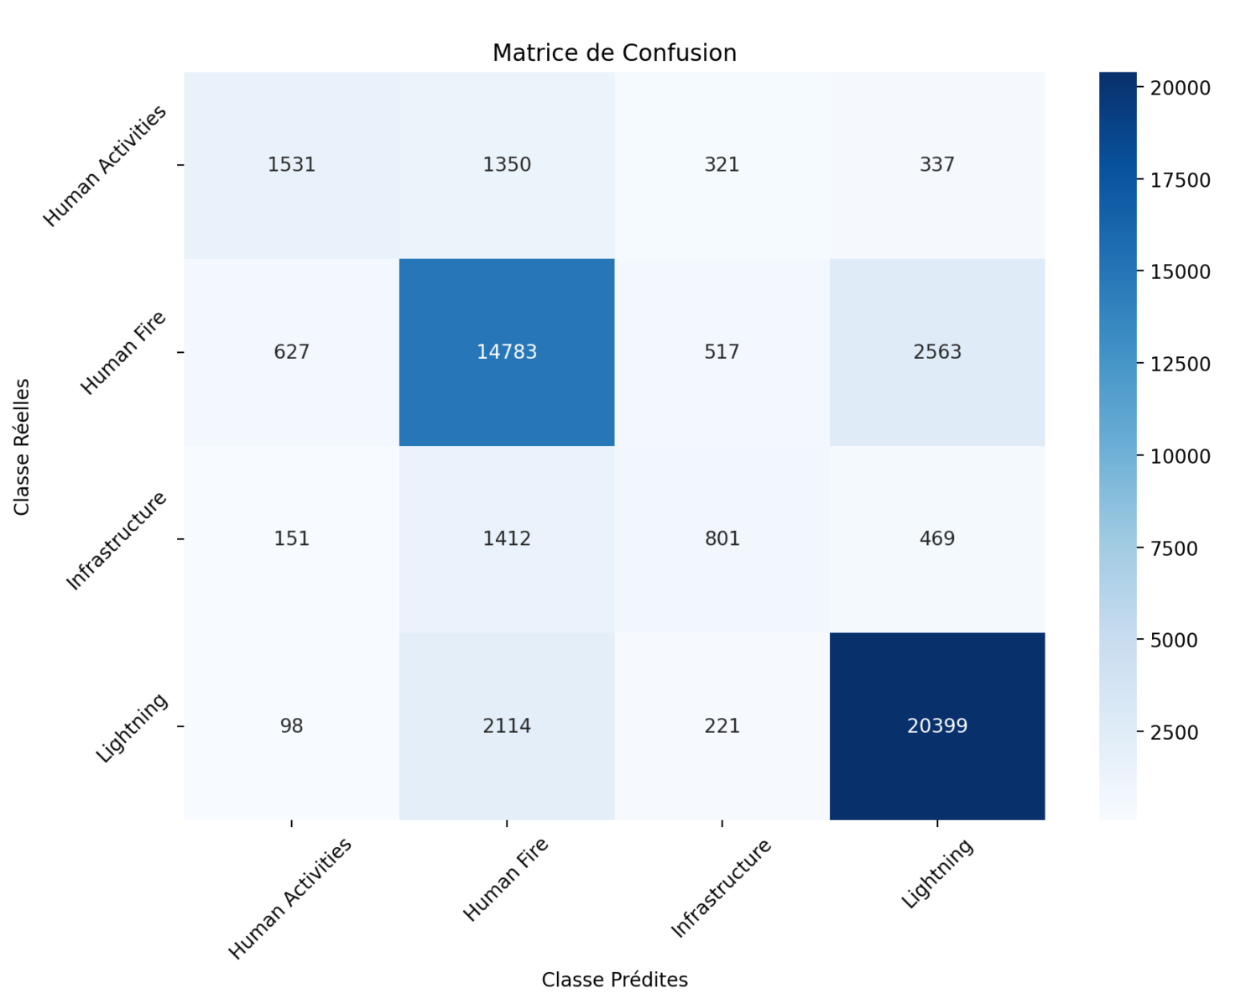 Matrice de Confusion
Classe Réelles
Human Activities
1531 1350 321 337
Human Fire
627 14783 517 2563
Infrastructure
151 1412 801 469
Lightning
98 2114 221 20399
Human Activities
Human Fire
Infrastructure
Lightning
Classe Prédites
20000
17500
15000
12500
10000
7500
5000
2500